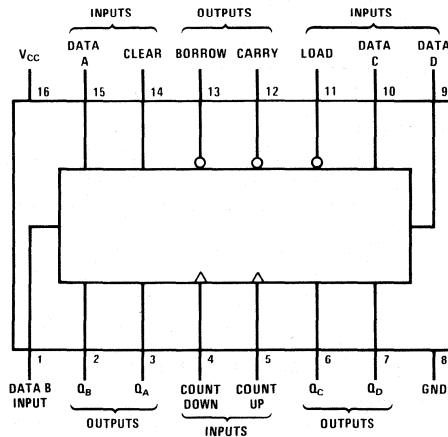 INPUTS OUTPUTS INPUTS
DATA DATA DATA
VCC A CLEAR BORROW CARRY LOAD C D
16 15 14 13 12 11 10 9
1 2 3 4 5 6 7 8
DATA B QB QA COUNT COUNT QC QD GND
INPUT DOWN UP
OUTPUTS INPUTS OUTPUTS